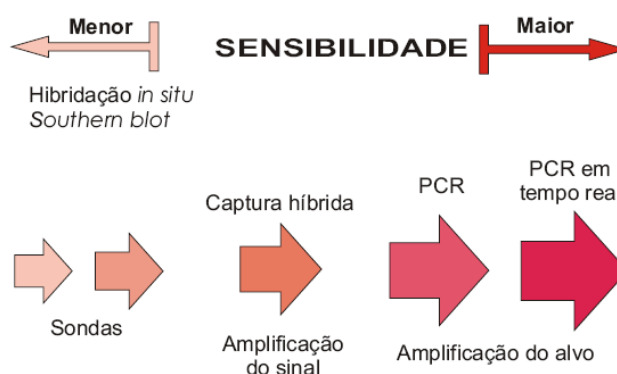 Menor
SENSIBILIDADE
Maior
Hibridação in situ
Southern blot
Captura híbrida
PCR
PCR em
tempo rea
Sondas
Amplificação
do sinal
Amplificação do alvo